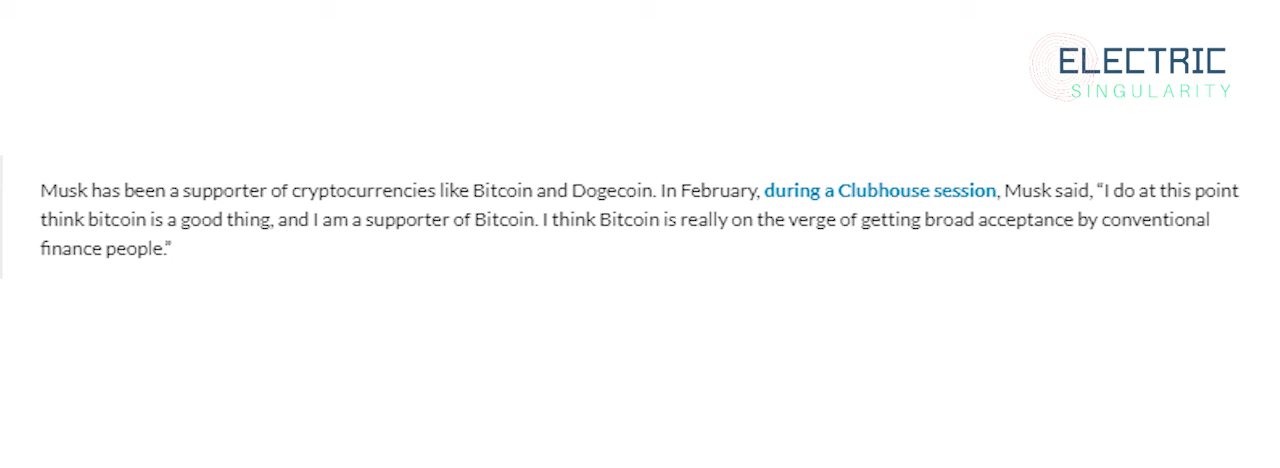 ELECTRIC
SINGULARITY
Musk has been a supporter of cryptocurrencies like Bitcoin and Dogecoin. In February, during a Clubhouse session, Musk said, “I do at this point
think bitcoin is a good thing, and I am a supporter of Bitcoin. I think Bitcoin is really on the verge of getting broad acceptance by conventional
finance people.”